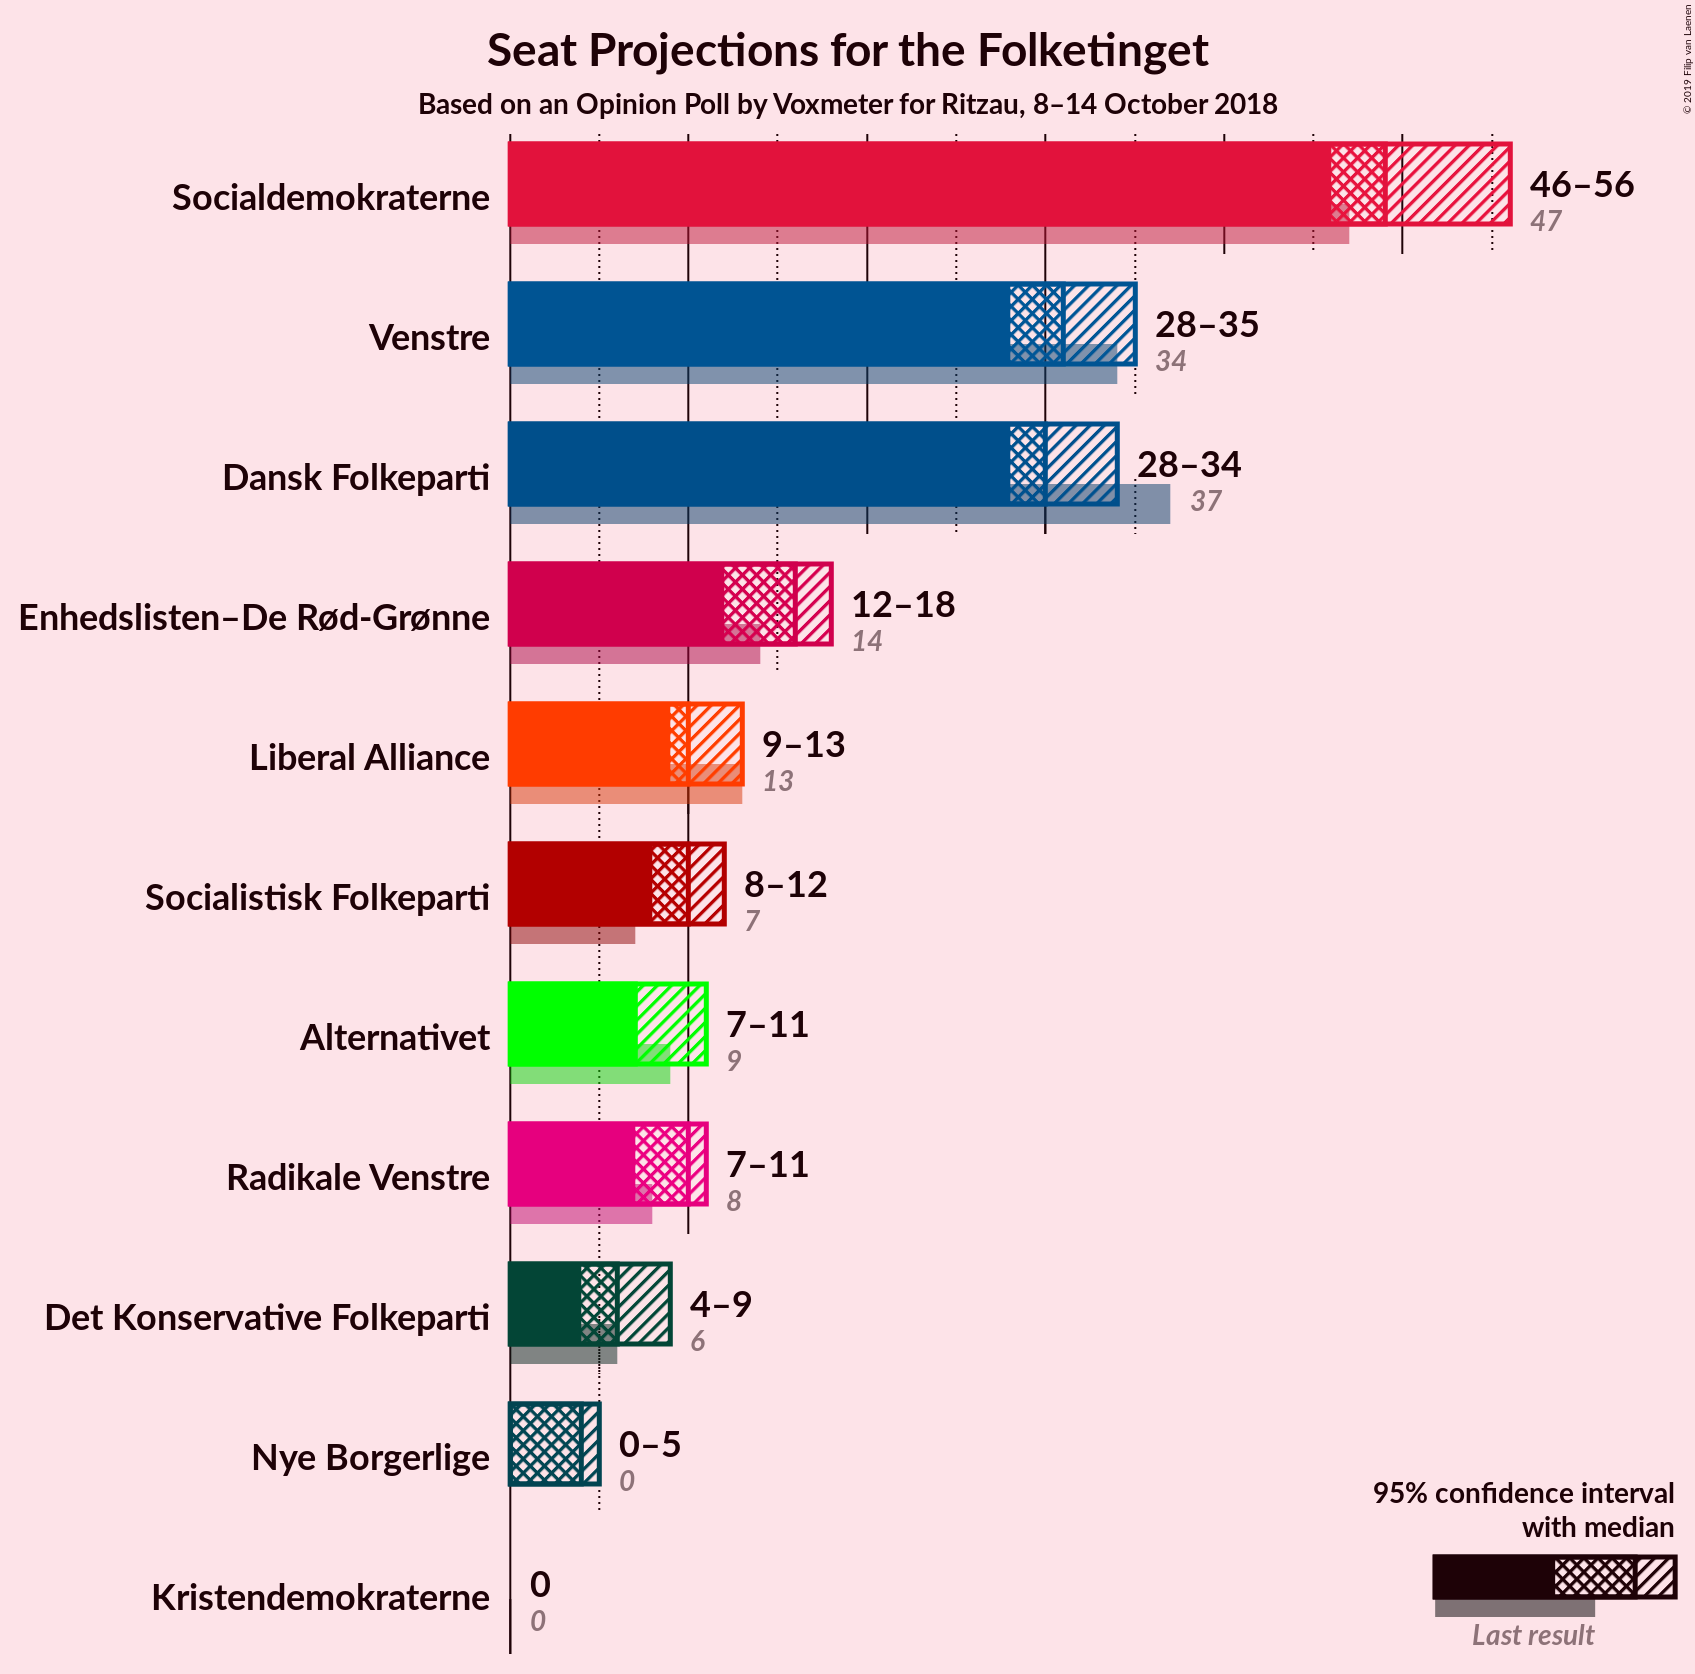 Seat Projections for the Folketinget
Based on an Opinion Poll by Voxmeter for Ritzau, 8–14 October 2018
© 2019 Filip van Laenen
Socialdemokraterne
46–56
47
Venstre
28–35
34
Dansk Folkeparti
28–34
37
Enhedslisten–De Rød-Grønne
12–18
14
Liberal Alliance
9–13
13
Socialistisk Folkeparti
8–12
7
Alternativet
7–11
9
Radikale Venstre
7–11
8
Det Konservative Folkeparti
4–9
6
Nye Borgerlige
0–5
0
Kristendemokraterne
0
0
95% confidence interval
with median
Last result